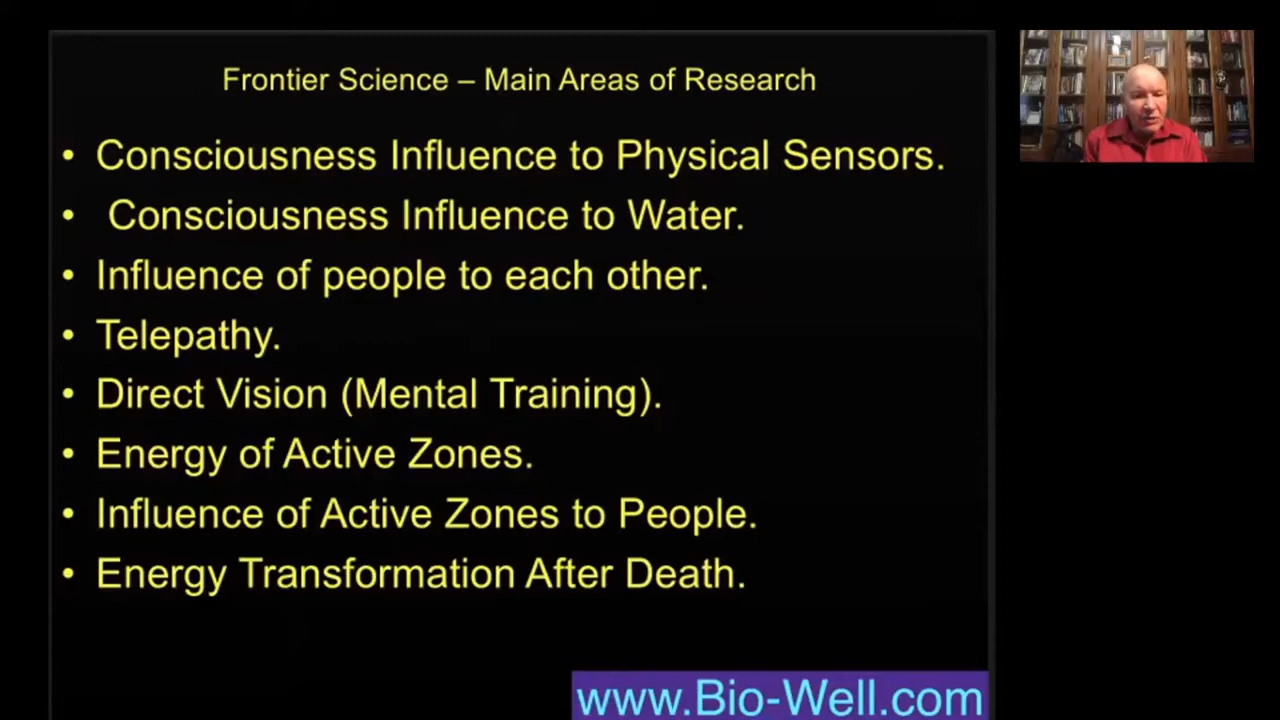 Frontier Science – Main Areas of Research
• Consciousness Influence to Physical Sensors.
• Consciousness Influence to Water.
• Influence of people to each other.
• Telepathy.
• Direct Vision (Mental Training).
• Energy of Active Zones.
• Influence of Active Zones to People.
• Energy Transformation After Death.
www.Bio-Well.com